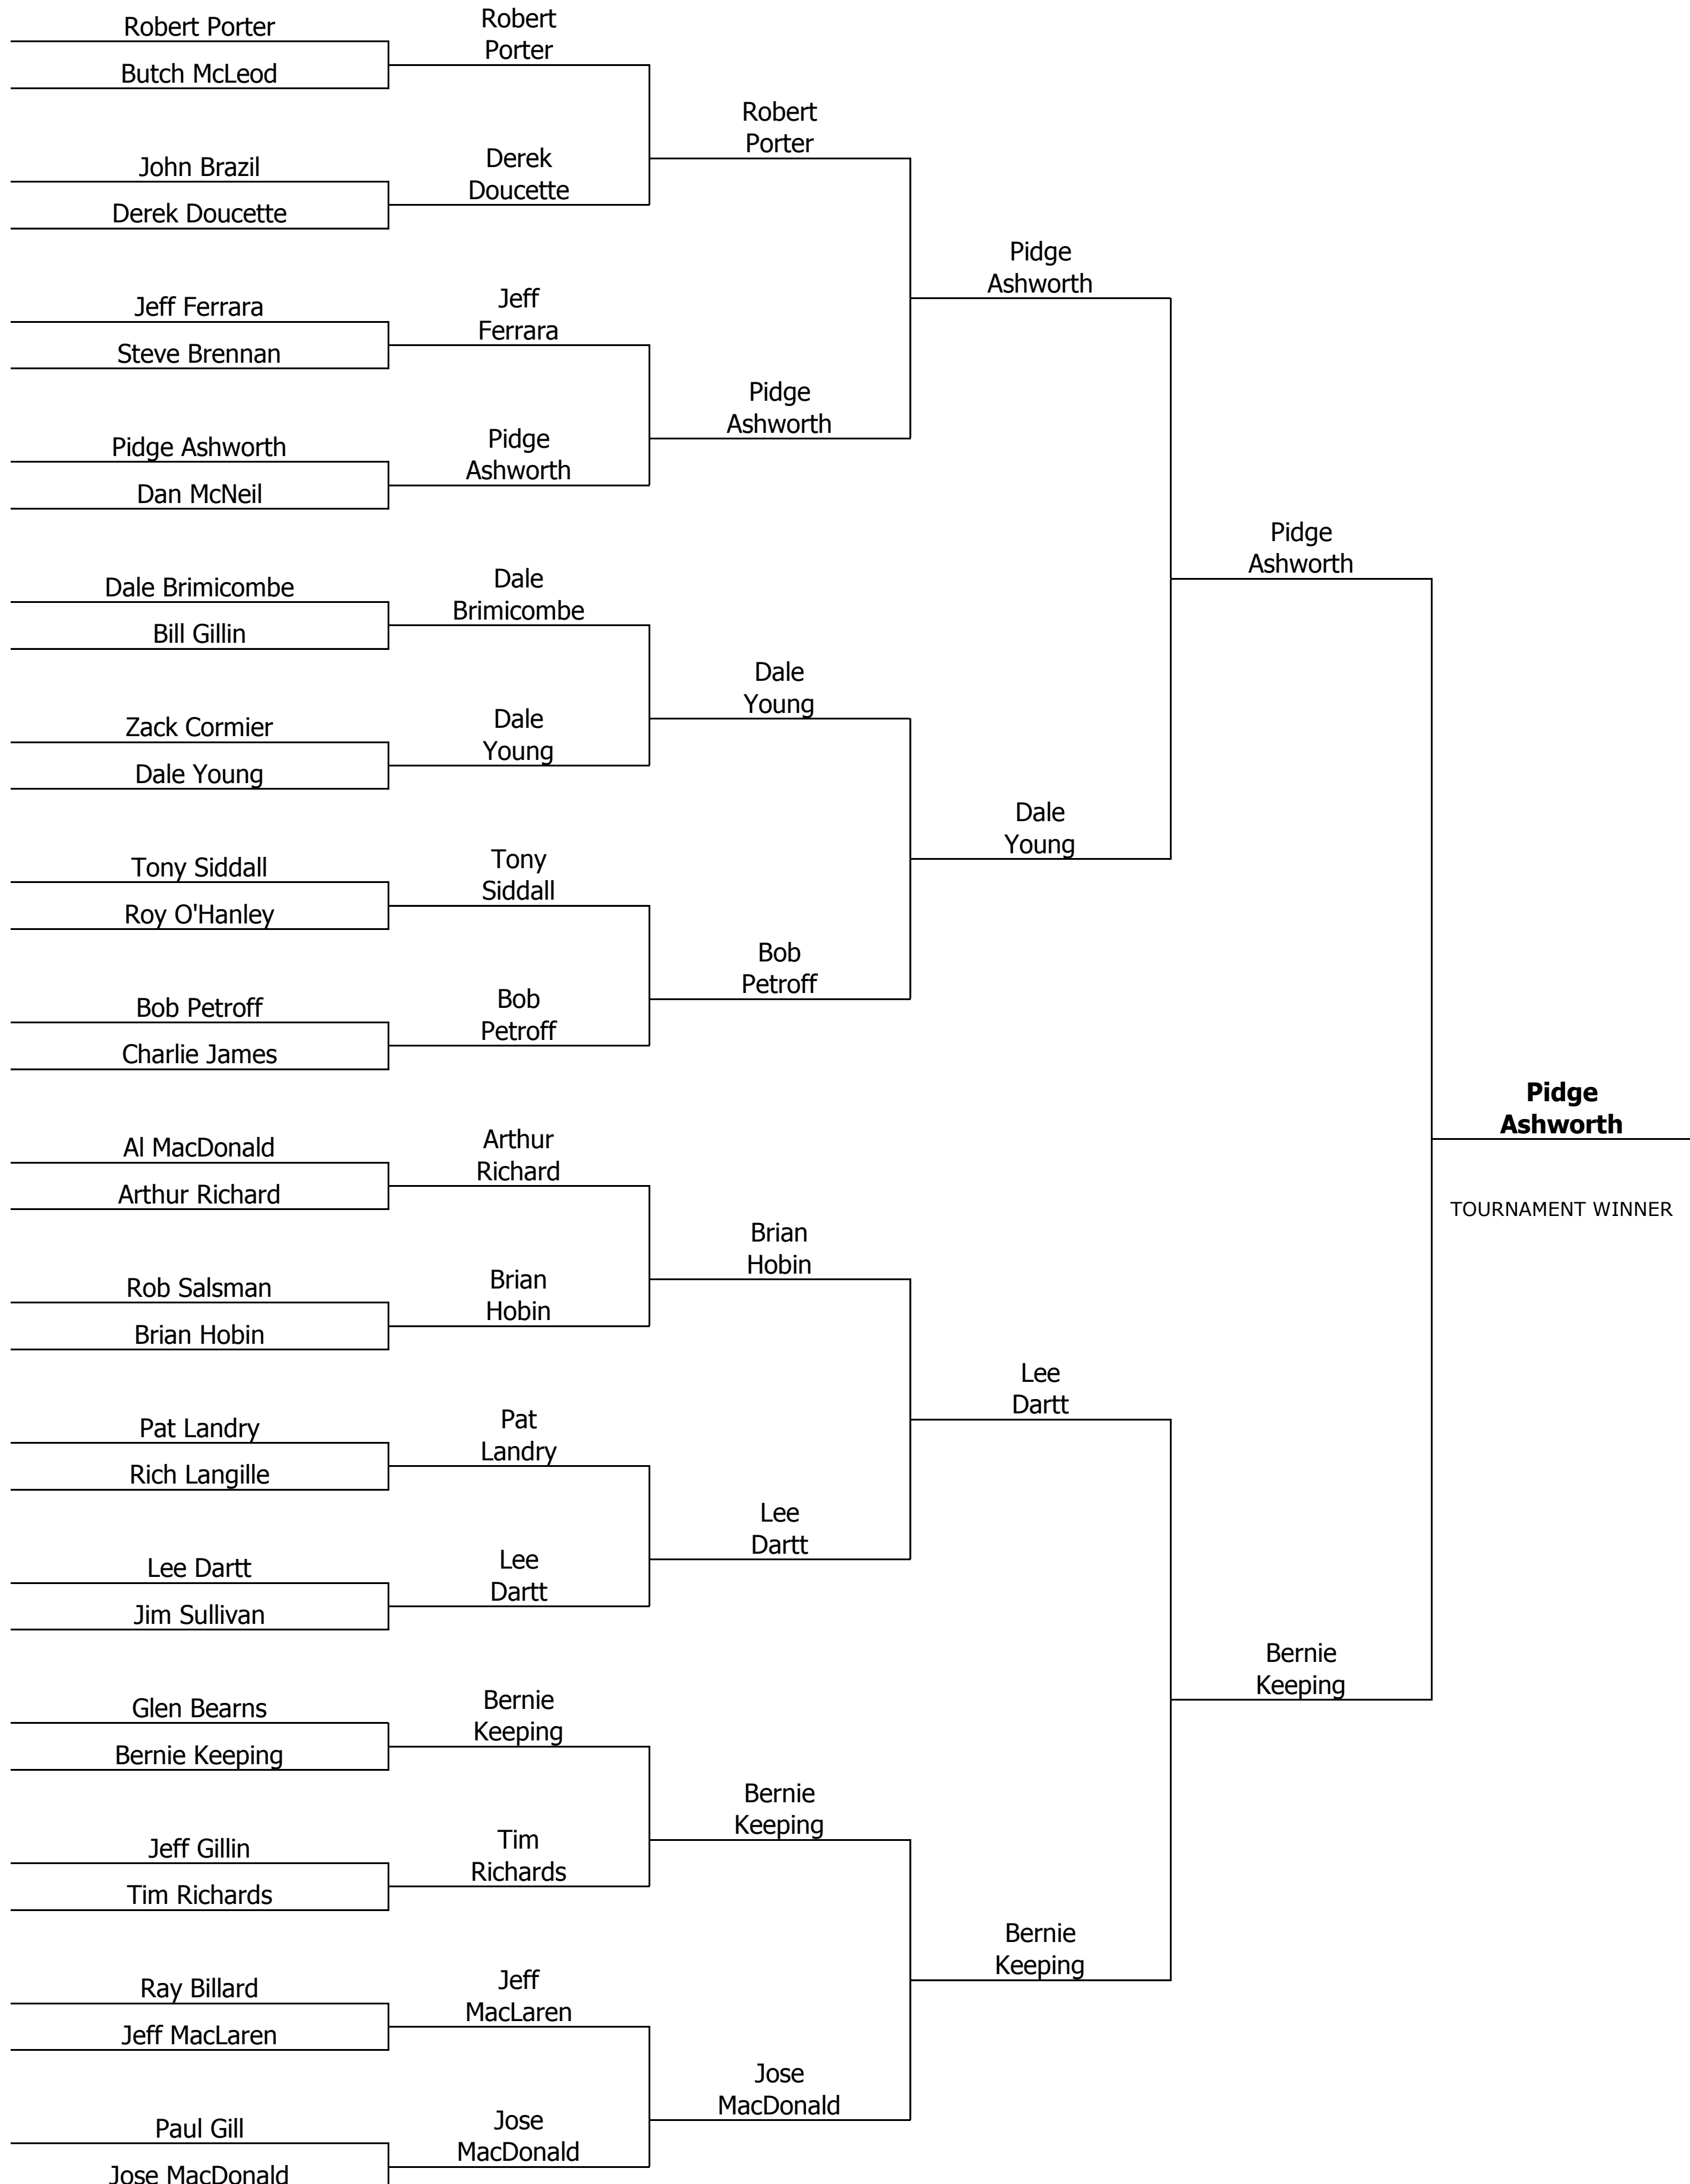 Robert Porter
Butch McLeod
John Brazil
Derek Doucette
Jeff Ferrara
Steve Brennan
Pidge Ashworth
Dan McNeil
Dale Brimicombe
Bill Gillin
Zack Cormier
Dale Young
Tony Siddall
Roy O'Hanley
Bob Petroff
Charlie James
Al MacDonald
Arthur Richard
Rob Salsman
Brian Hobin
Pat Landry
Rich Langille
Lee Dartt
Jim Sullivan
Glen Bearns
Bernie Keeping
Jeff Gillin
Tim Richards
Ray Billard
Jeff MacLaren
Paul Gill
Jose MacDonald
Robert
Porter
Derek
Doucette
Jeff
Ferrara
Pidge
Ashworth
Dale
Brimicombe
Dale
Young
Tony
Siddall
Bob
Petroff
Arthur
Richard
Brian
Hobin
Pat
Landry
Lee
Dartt
Bernie
Keeping
Tim
Richards
Jeff
MacLaren
Jose
MacDonald
Robert
Porter
Pidge
Ashworth
Dale
Young
Bob
Petroff
Brian
Hobin
Lee
Dartt
Bernie
Keeping
Jose
MacDonald
Pidge
Ashworth
Dale
Young
Lee
Dartt
Bernie
Keeping
Pidge
Ashworth
Bernie
Keeping
Pidge
Ashworth
TOURNAMENT WINNER